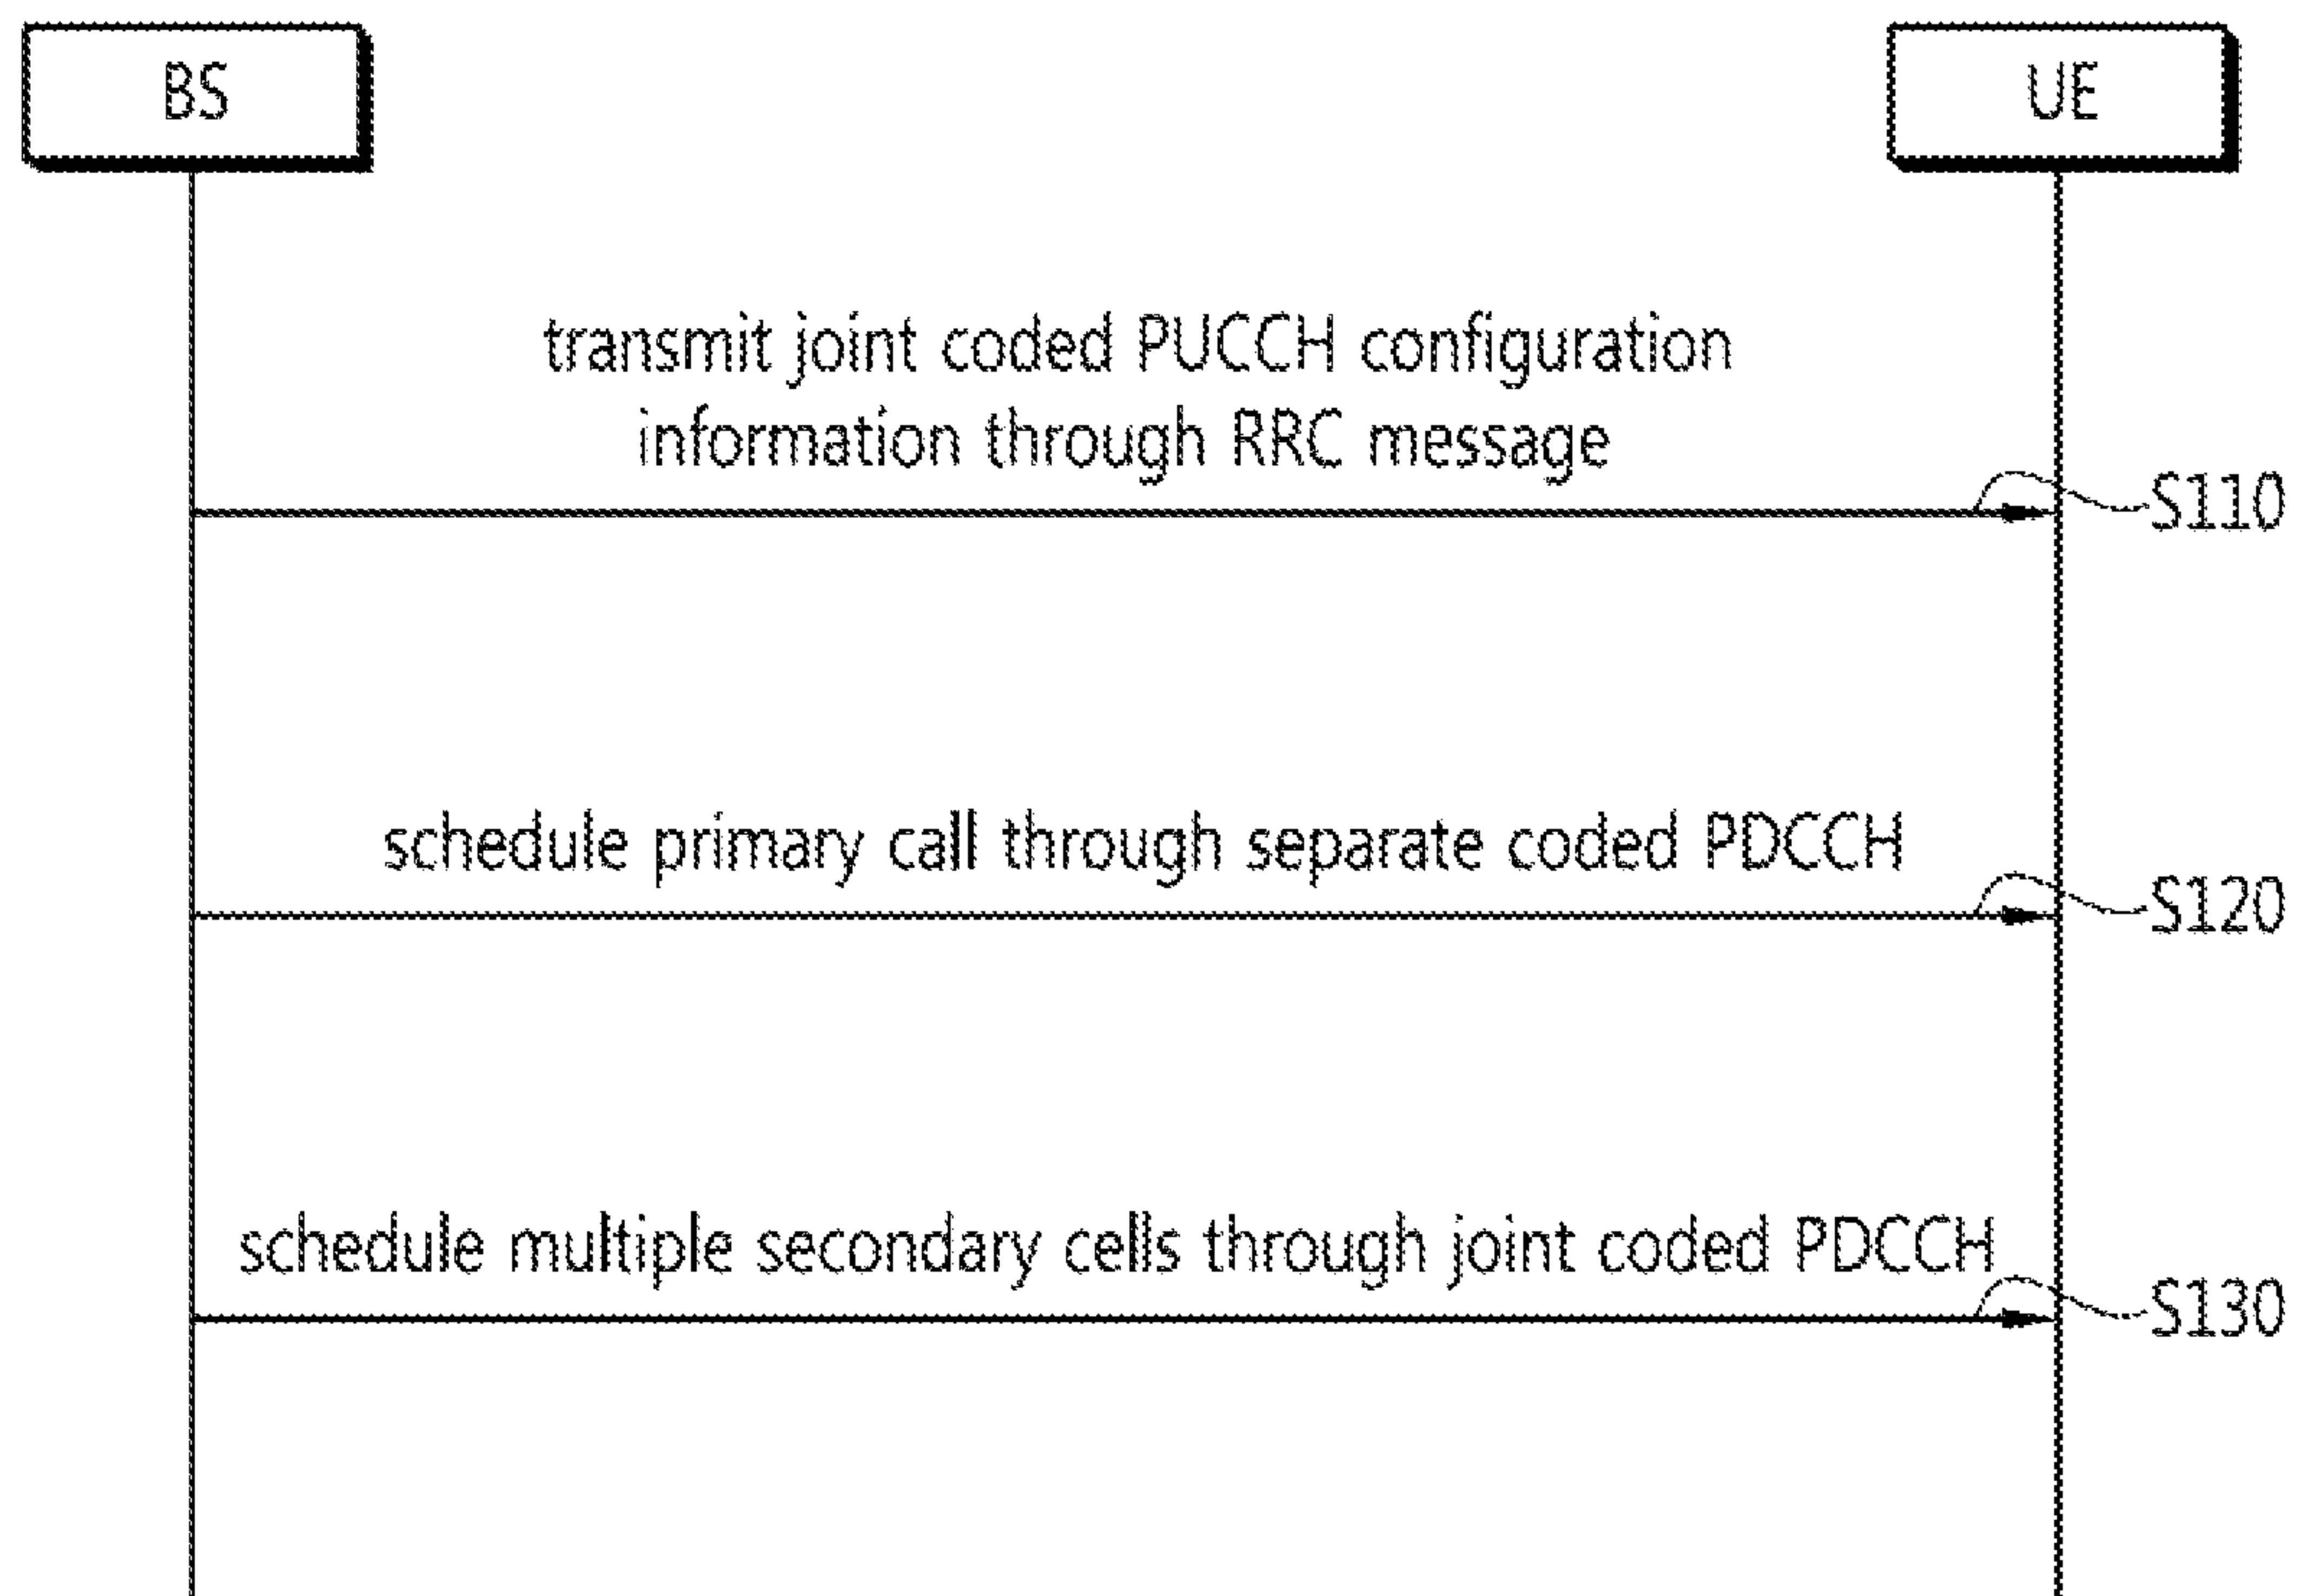 BS
UE
transmit joint coded PUCCH configuration
information through RRC message
S110
schedule primary call through separate coded PDCCH
S120
schedule multiple secondary cells through joint coded PDCCH
S130